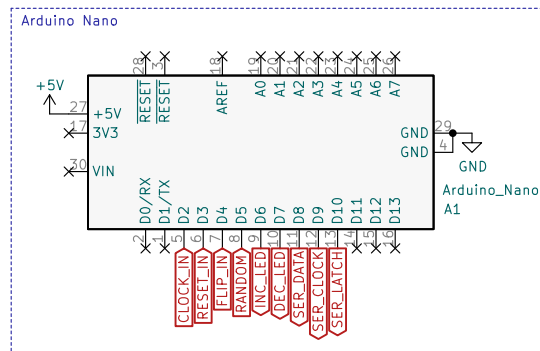 Arduino Nano
28 3 18 19 20 21 22 23 24 25 26
RESET RESET AREF A0 A1 A2 A3 A4 A5 A6 A7
+5V
27 +5V
17 3V3
30 VIN
GND 29
GND 4
GND
Arduino_Nano
A1
D0/RX D1/TX D2 D3 D4 D5 D6 D7 D8 D9 D10 D11 D12 D13
2 1 5 6 7 8 9 10 11 12 13 14 15 16
CLOCK_IN RESET_IN FLIP_IN RANDOM INC_LED DEC_LED SER_DATA SER_CLOCK SER_LATCH